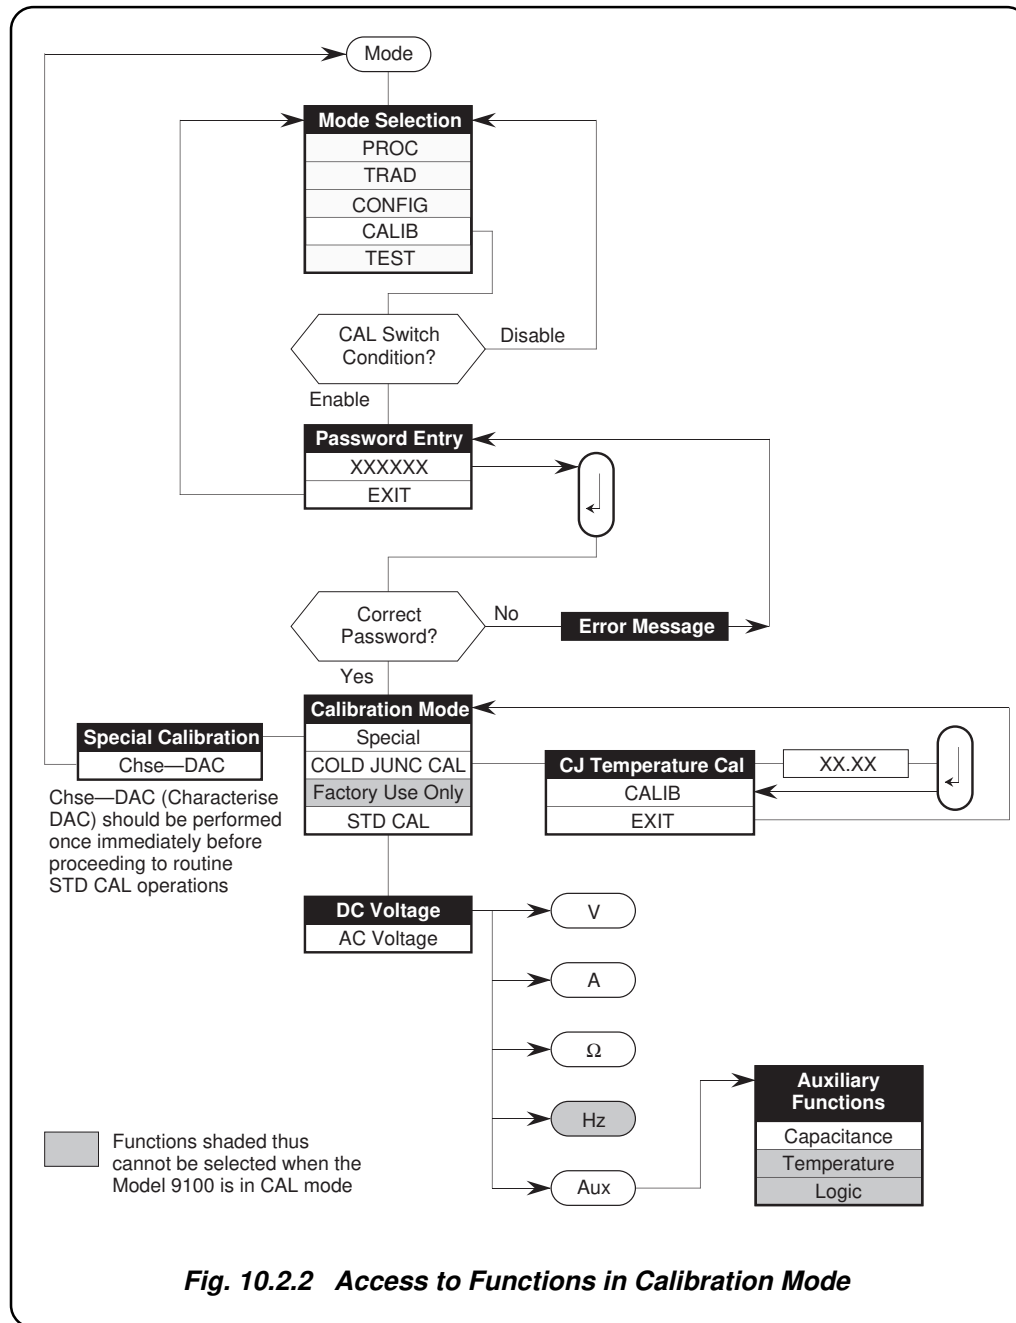 Mode
Mode Selection
PROC
TRAD
CONFIG
CALIB
TEST
CAL Switch
Condition?
Disable
Enable
Password Entry
XXXXXX
EXIT
Correct
Password?
No
Error Message
Yes
Calibration Mode
Special
COLD JUNC CAL
Factory Use Only
STD CAL
Special Calibration
Chse—DAC
Chse—DAC (Characterise
DAC) should be performed
once immediately before
proceeding to routine
STD CAL operations
CJ Temperature Cal
CALIB
EXIT
XX.XX
DC Voltage
AC Voltage
V
A
Ω
Hz
Aux
Auxiliary
Functions
Capacitance
Temperature
Logic
Functions shaded thus
cannot be selected when the
Model 9100 is in CAL mode
Fig. 10.2.2 Access to Functions in Calibration Mode